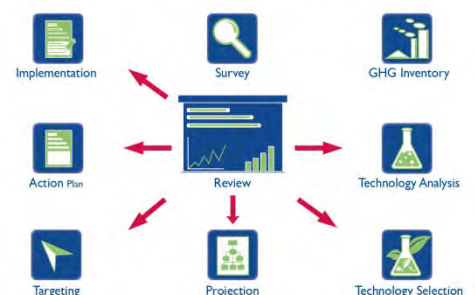 Implementation
Survey
GHG Inventory
Action Plan
Review
Technology Analysis
Targeting
Projection
Technology Selection